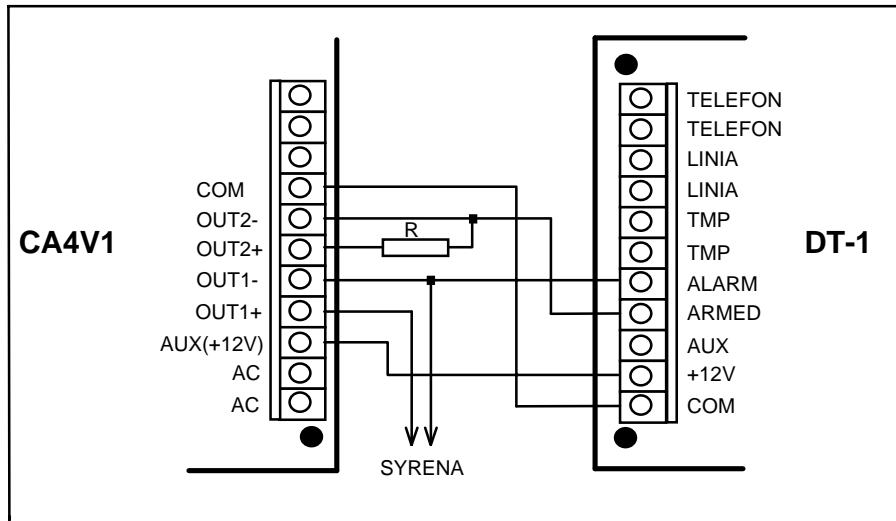 CA4V1
COM
OUT2-
OUT2+
OUT1-
OUT1+
AUX(+12V)
AC
AC
R
SYRENA
TELEFON
TELEFON
LINIA
LINIA
TMP
TMP
ALARM
ARMED
AUX
+12V
COM
DT-1